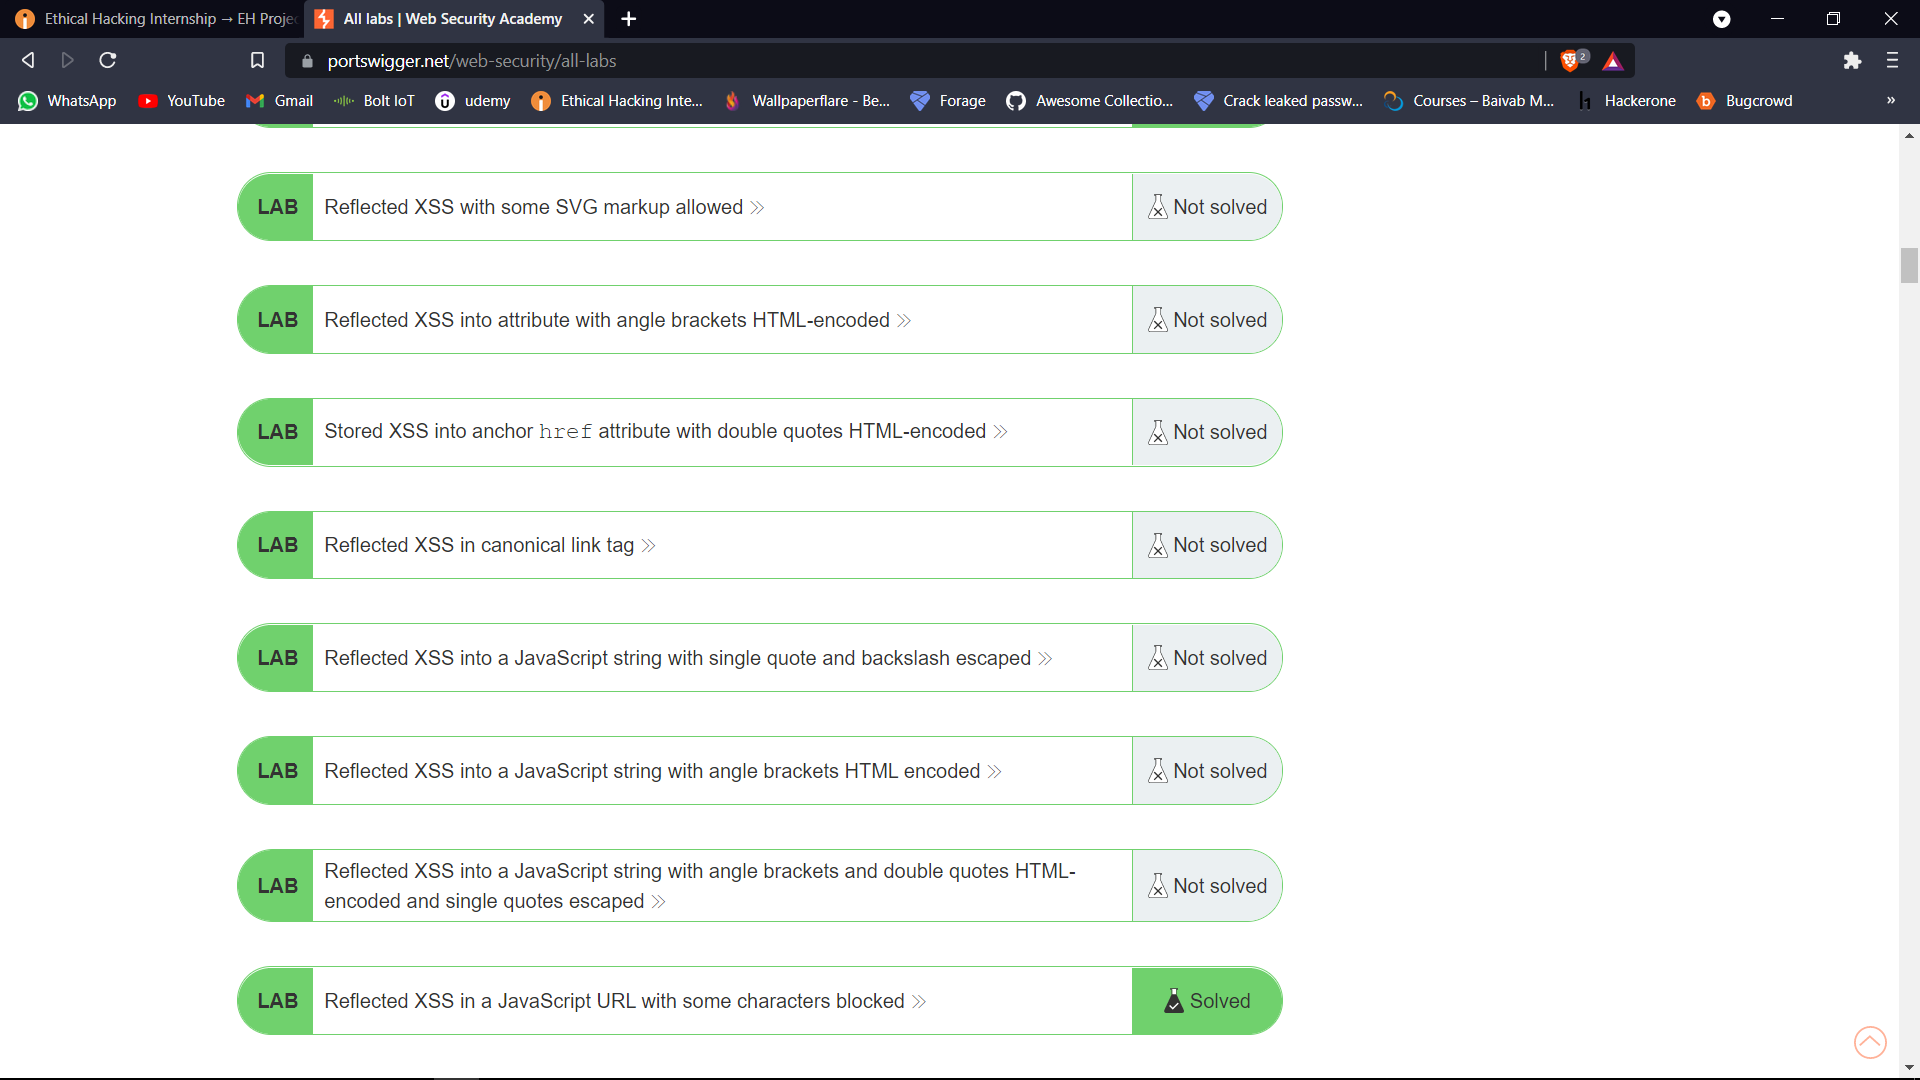 Ethical Hacking Internship → EH Projec
All labs | Web Security Academy
portswigger.net/web-security/all-labs
2
WhatsApp
YouTube
Gmail
Bolt IoT
udemy
Ethical Hacking Inte...
Wallpaperflare - Be...
Forage
Awesome Collectio...
Crack leaked passw...
Courses – Baivab M...
Hackerone
Bugcrowd
»
LAB Reflected XSS with some SVG markup allowed Not solved
LAB Reflected XSS into attribute with angle brackets HTML-encoded Not solved
LAB Stored XSS into anchor href attribute with double quotes HTML-encoded Not solved
LAB Reflected XSS in canonical link tag Not solved
LAB Reflected XSS into a JavaScript string with single quote and backslash escaped Not solved
LAB Reflected XSS into a JavaScript string with angle brackets HTML encoded Not solved
LAB Reflected XSS into a JavaScript string with angle brackets and double quotes HTML-
encoded and single quotes escaped Not solved
LAB Reflected XSS in a JavaScript URL with some characters blocked Solved